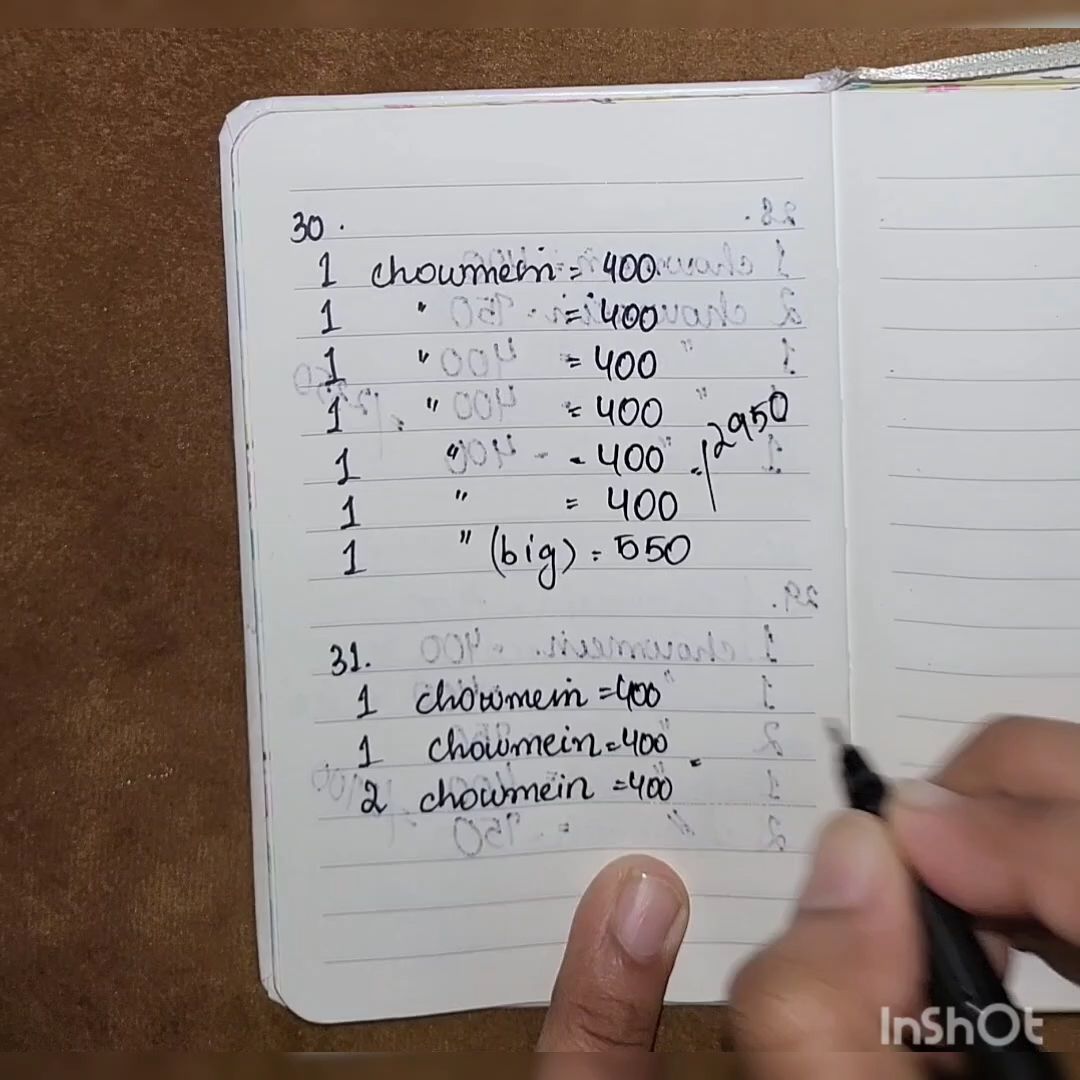 30.
1 chowmein = 400
1 " = 400
1 " = 400
1 " = 400
1 " - 400 = 2950
1 " = 400
1 " (big) = 550
31.
1 chowmein = 400
1 chowmein = 400
2 chowmein = 400 =
InShOt